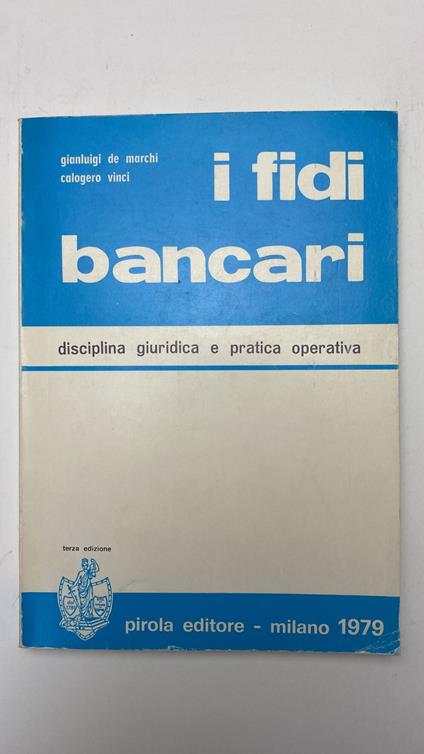 gianluigi de marchi
calogero vinci
i fidi
bancari
disciplina giuridica e pratica operativa
terza edizione
pirola editore - milano 1979